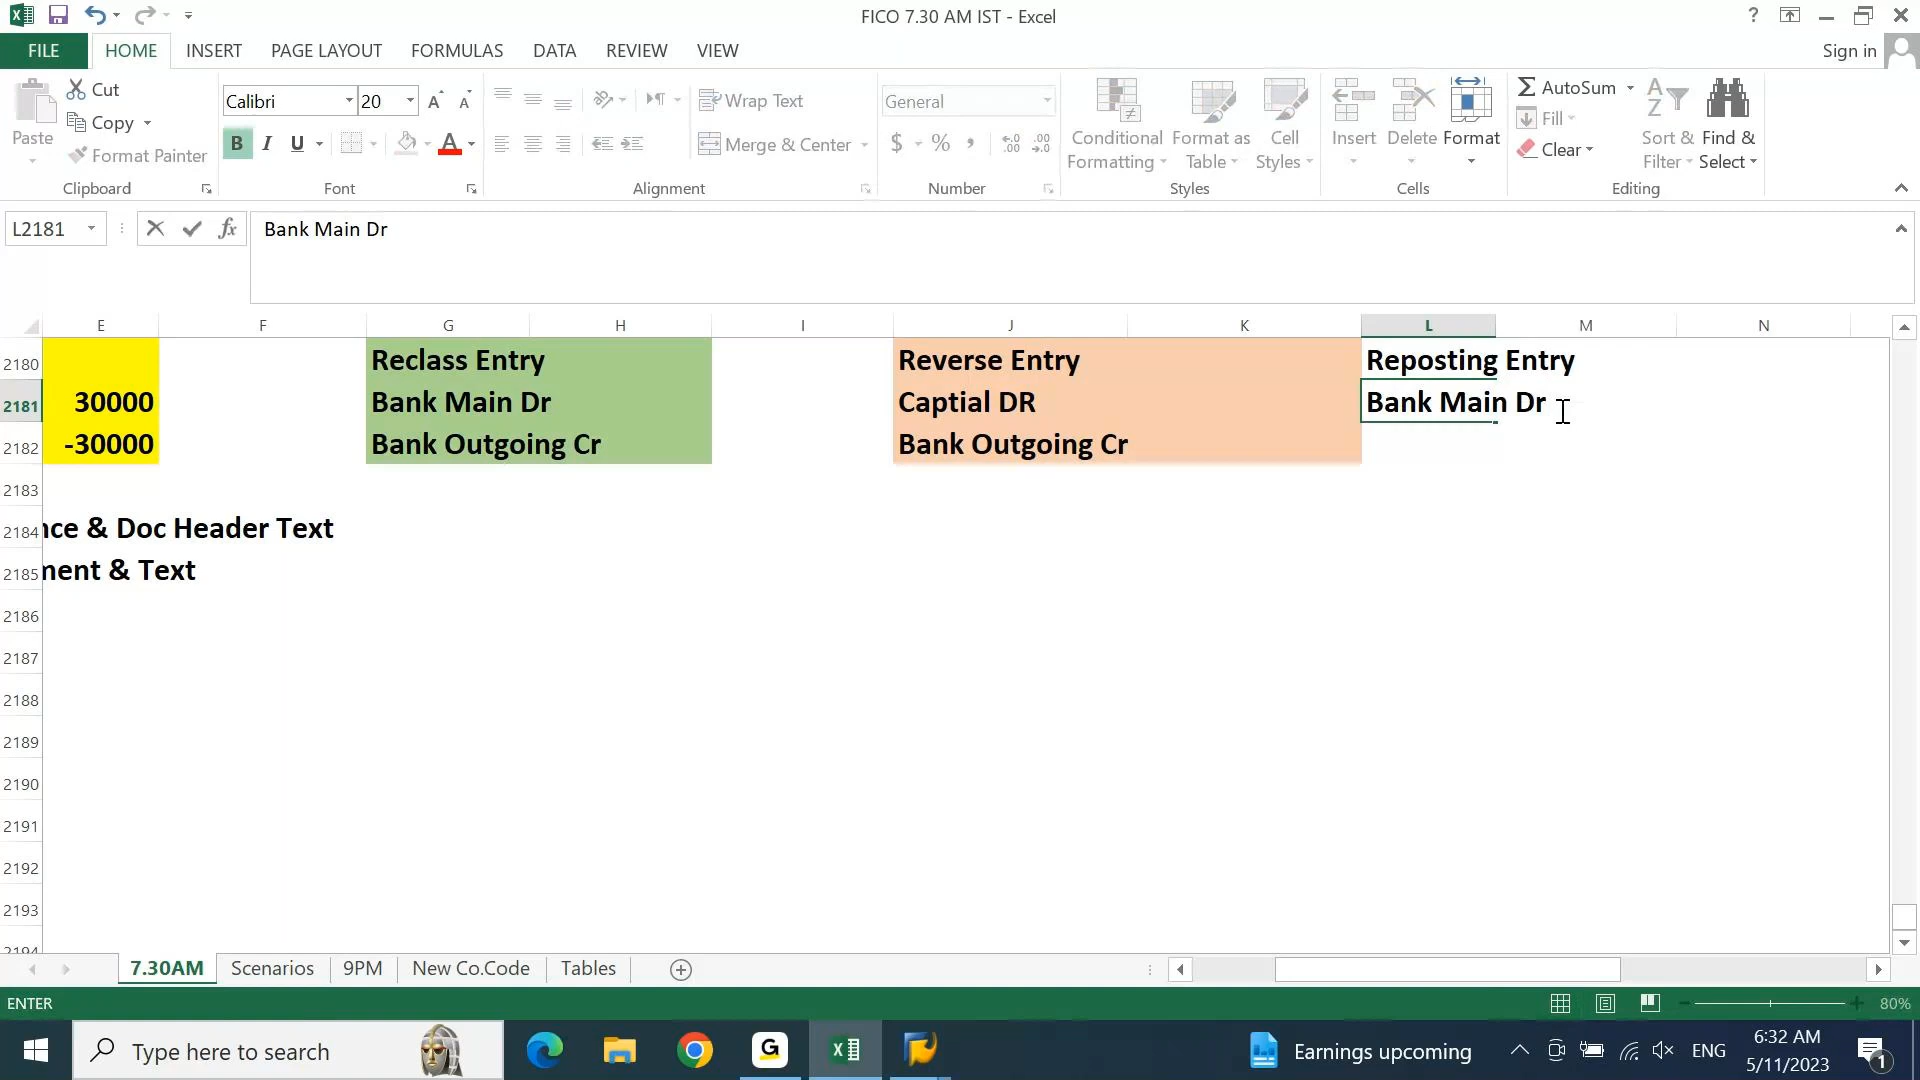 FICO 7.30 AM IST - Excel
?
FILE HOME INSERT PAGE LAYOUT FORMULAS DATA REVIEW VIEW Sign in
Paste Cut Copy Format Painter Clipboard
Calibri 20 A A B I U A Font
Wrap Text Merge & Center Alignment
General $ % , Number
Conditional Formatting Format as Table Cell Styles Styles
Insert Delete Format Cells
AutoSum Fill Clear Sort & Filter Find & Select Editing
L2181 fx Bank Main Dr
E F G H I J K L M N
2180 Reclass Entry Reverse Entry Reposting Entry
2181 30000 Bank Main Dr Captial DR Bank Main Dr
2182 -30000 Bank Outgoing Cr Bank Outgoing Cr
2183
2184 nce & Doc Header Text
2185 ment & Text
2186
2187
2188
2189
2190
2191
2192
2193
2194
7.30AM Scenarios 9PM New Co.Code Tables
ENTER 80%
Type here to search Earnings upcoming ENG 6:32 AM
5/11/2023 1